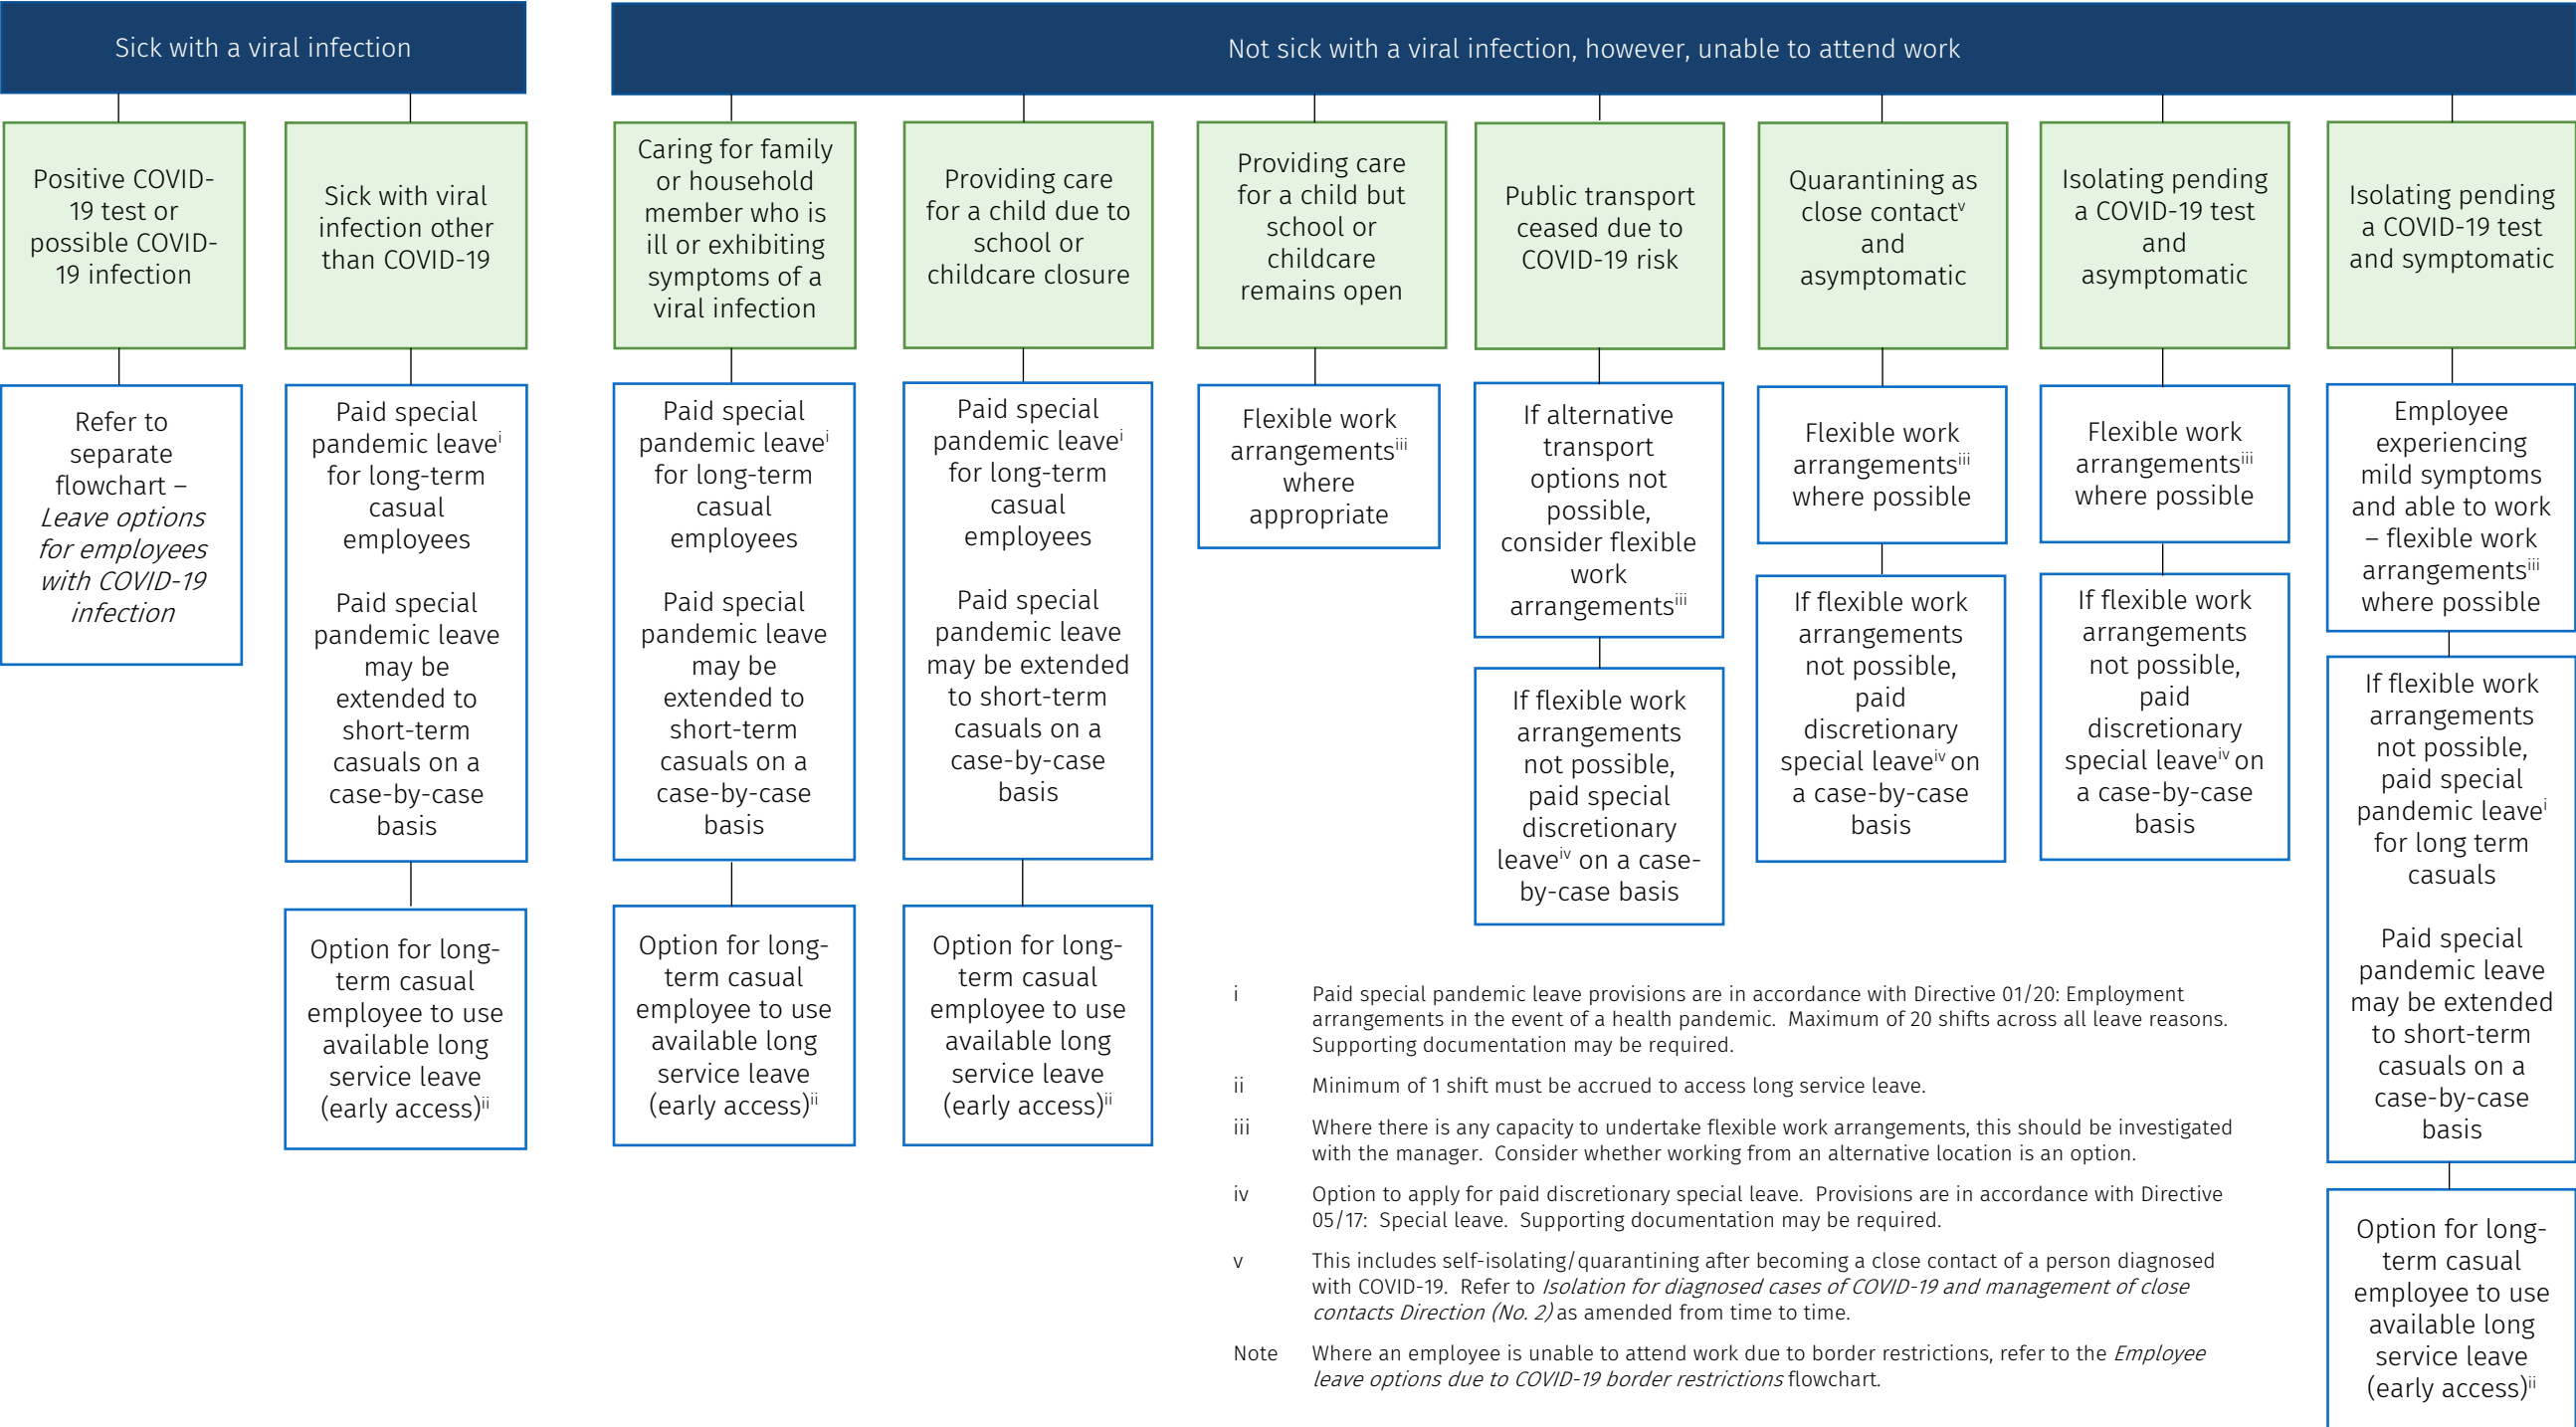 Sick with a viral infection
Not sick with a viral infection, however, unable to attend work
Positive COVID-
19 test or
possible COVID-
19 infection
Refer to
separate
flowchart –
Leave options
for employees
with COVID-19
infection
Sick with viral
infection other
than COVID-19
Paid special
pandemic leaveⁱ
for long-term
casual
employees
Paid special
pandemic leave
may be
extended to
short-term
casuals on a
case-by-case
basis
Option for long-
term casual
employee to use
available long
service leave
(early access)ⁱⁱ
Caring for family
or household
member who is
ill or exhibiting
symptoms of a
viral infection
Paid special
pandemic leaveⁱ
for long-term
casual
employees
Paid special
pandemic leave
may be
extended to
short-term
casuals on a
case-by-case
basis
Option for long-
term casual
employee to use
available long
service leave
(early access)ⁱⁱ
Providing care
for a child due to
school or
childcare closure
Paid special
pandemic leaveⁱ
for long-term
casual
employees
Paid special
pandemic leave
may be extended
to short-term
casuals on a
case-by-case
basis
Option for long-
term casual
employee to use
available long
service leave
(early access)ⁱⁱ
Providing care
for a child but
school or
childcare
remains open
Flexible work
arrangementsⁱⁱⁱ
where
appropriate
Public transport
ceased due to
COVID-19 risk
If alternative
transport
options not
possible,
consider flexible
work
arrangementsⁱⁱⁱ
If flexible work
arrangements
not possible,
paid special
discretionary
leaveⁱᵛ on a case-
by-case basis
Quarantining as
close contactᵛ
and
asymptomatic
Flexible work
arrangementsⁱⁱⁱ
where possible
If flexible work
arrangements
not possible,
paid
discretionary
special leaveⁱᵛ on
a case-by-case
basis
Isolating pending
a COVID-19 test
and
asymptomatic
Flexible work
arrangementsⁱⁱⁱ
where possible
If flexible work
arrangements
not possible,
paid
discretionary
special leaveⁱᵛ on
a case-by-case
basis
Isolating pending
a COVID-19 test
and symptomatic
Employee
experiencing
mild symptoms
and able to work
– flexible work
arrangementsⁱⁱⁱ
where possible
If flexible work
arrangements
not possible,
paid special
pandemic leaveⁱ
for long term
casuals
Paid special
pandemic leave
may be extended
to short-term
casuals on a
case-by-case
basis
Option for long-
term casual
employee to use
available long
service leave
(early access)ⁱⁱ
i Paid special pandemic leave provisions are in accordance with Directive 01/20: Employment
arrangements in the event of a health pandemic. Maximum of 20 shifts across all leave reasons.
Supporting documentation may be required.
ii Minimum of 1 shift must be accrued to access long service leave.
iii Where there is any capacity to undertake flexible work arrangements, this should be investigated
with the manager. Consider whether working from an alternative location is an option.
iv Option to apply for paid discretionary special leave. Provisions are in accordance with Directive
05/17: Special leave. Supporting documentation may be required.
v This includes self-isolating/quarantining after becoming a close contact of a person diagnosed
with COVID-19. Refer to Isolation for diagnosed cases of COVID-19 and management of close
contacts Direction (No. 2) as amended from time to time.
Note Where an employee is unable to attend work due to border restrictions, refer to the Employee
leave options due to COVID-19 border restrictions flowchart.